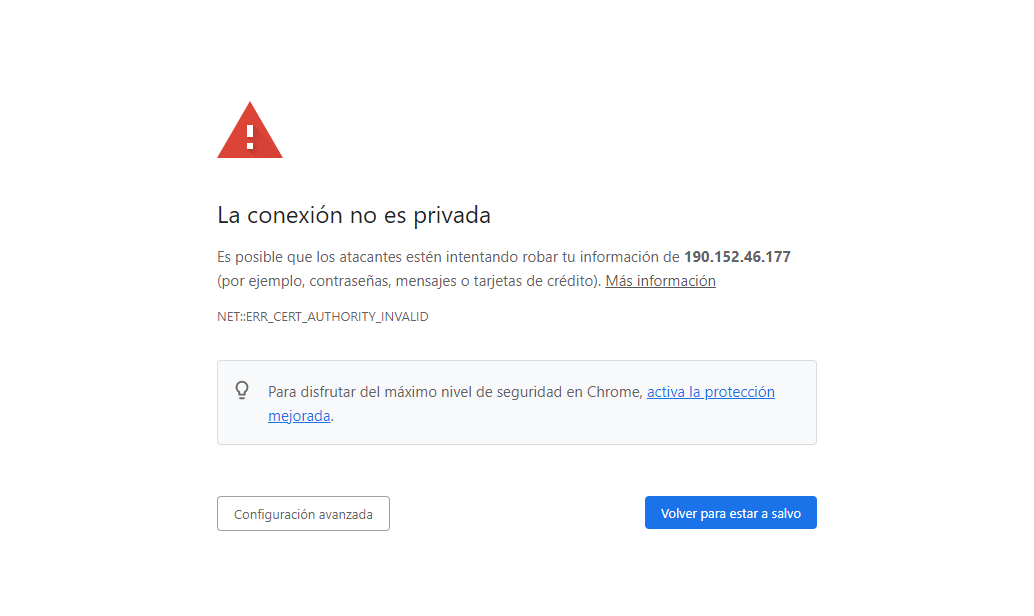 La conexión no es privada
Es posible que los atacantes estén intentando robar tu información de 190.152.46.177
(por ejemplo, contraseñas, mensajes o tarjetas de crédito). Más información
NET::ERR_CERT_AUTHORITY_INVALID
Para disfrutar del máximo nivel de seguridad en Chrome, activa la protección
mejorada.
Configuración avanzada
Volver para estar a salvo